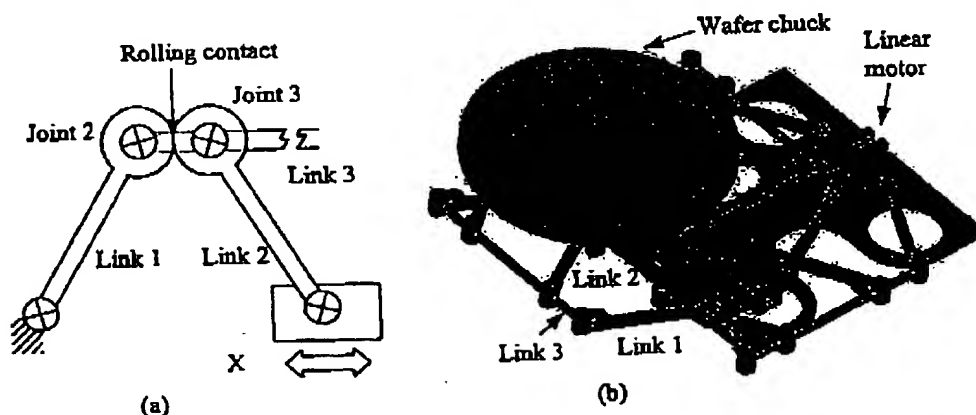 Rolling contact
Joint 3
Joint 2
Link 3
Link 1
Link 2
X
(a)
Wafer chuck
Linear
motor
Link 2
Link 3
Link 1
(b)